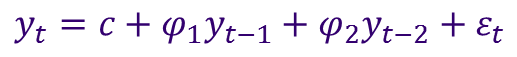 yₜ = c + φ₁yₜ₋₁ + φ₂yₜ₋₂ + εₜ